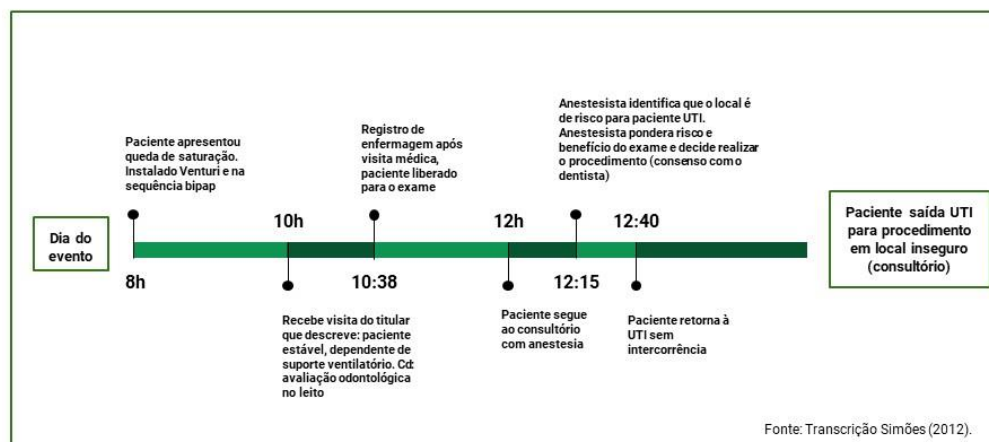 Paciente apresentou
queda de saturação.
Instalado Venturi e na
sequência bipap
Registro de
enfermagem após
visita médica,
paciente liberado
para o exame
Anestesista identifica que o local é
de risco para paciente UTI.
Anestesista pondera risco e
benefício do exame e decide realizar
o procedimento (consenso com o
dentista)
Dia do
evento
8h
10h
10:38
12h
12:15
12:40
Paciente saída UTI
para procedimento
em local inseguro
(consultório)
Recebe visita do titular
que descreve: paciente
estável, dependente de
suporte ventilatório. Cd:
avaliação odontológica
no leito
Paciente segue
ao consultório
com anestesia
Paciente retorna à
UTI sem
intercorrência
Fonte: Transcrição Simões (2012).